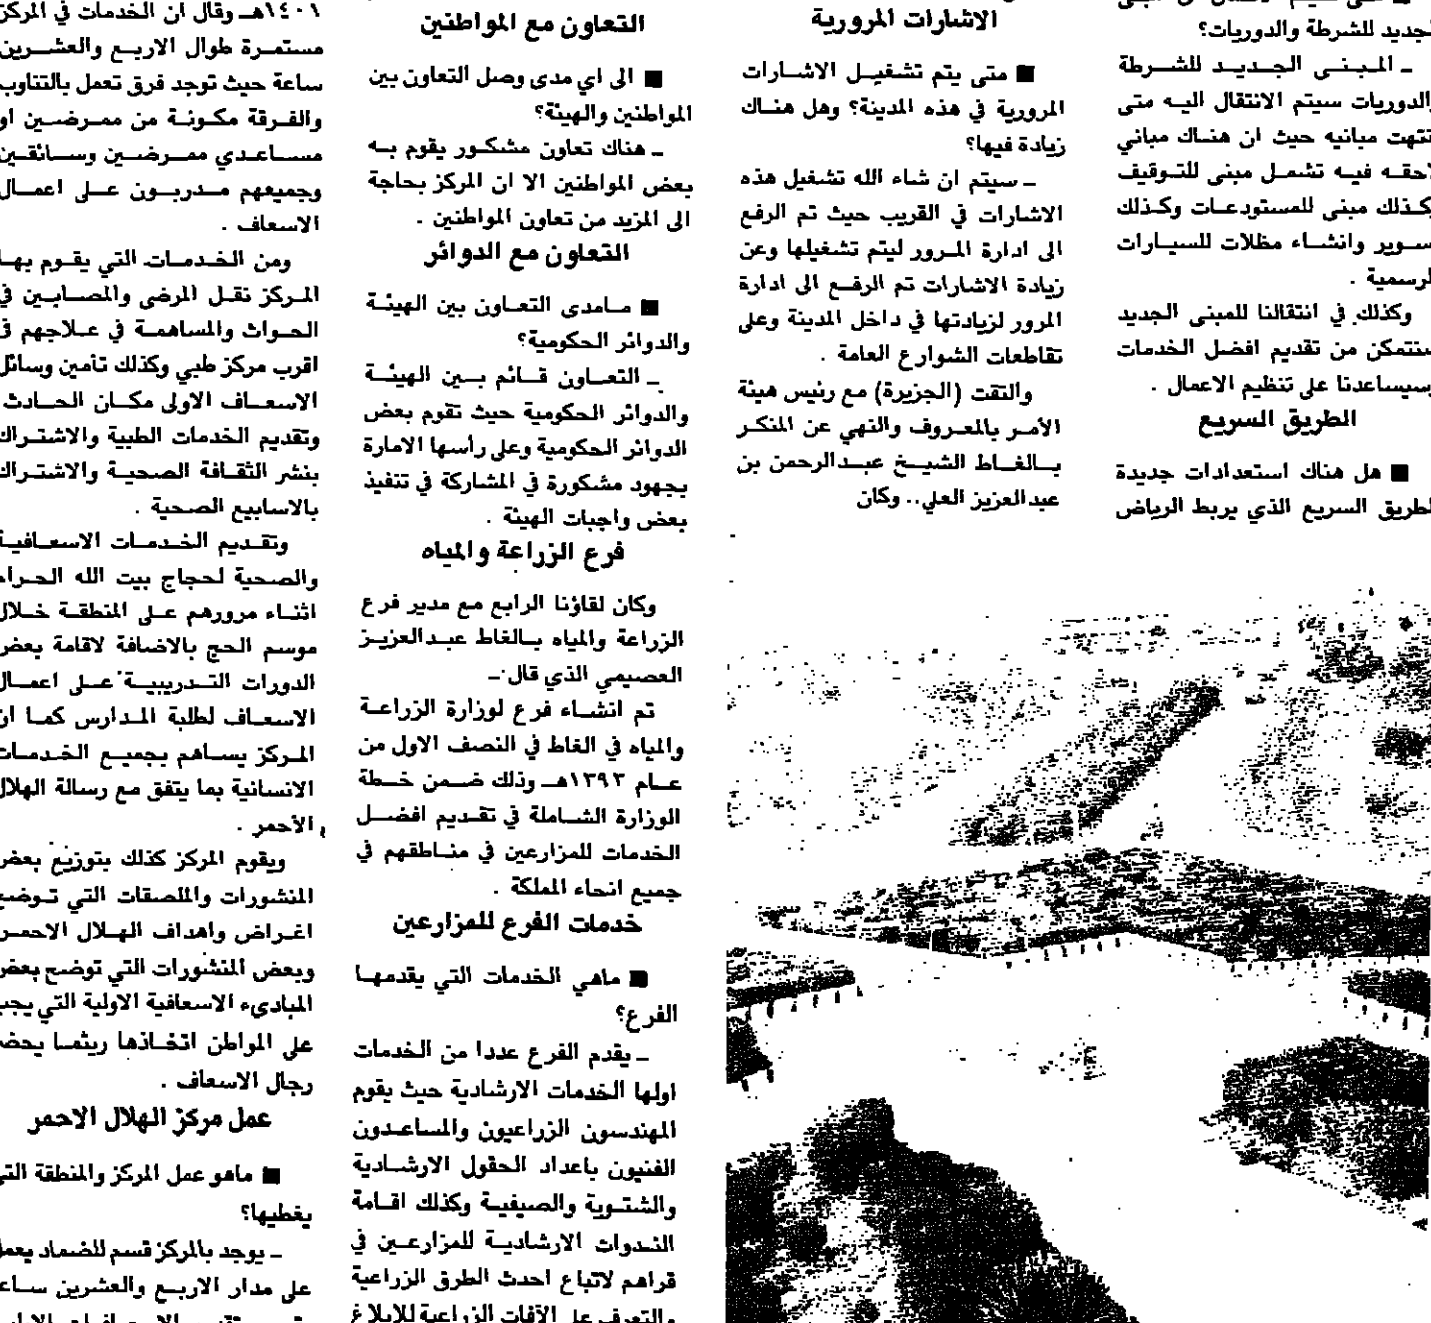 لجديد للشرطة والدوريات؟
ـ المبنى الجديد للشرطة
والدوريات سيتم الانتقال اليه متى
انتهت مبانيه حيث ان هناك مباني
لاحقه فيه تشمل مبنى للتوقيف
وكذلك مبنى للمستودعات وكذلك
تسوير وانشاء مظلات للسيارات
الرسمية .
وكذلك في انتقالنا للمبنى الجديد
سنتمكن من تقديم افضل الخدمات
وسيساعدنا على تنظيم الاعمال .
الطريق السريع
■ هل هناك استعدادات جديدة
لطريق السريع الذي يربط الرياض
الاشارات المرورية
■ متى يتم تشغيل الاشارات
المرورية في هذه المدينة؟ وهل هناك
زيادة فيها؟
ـ سيتم ان شاء الله تشغيل هذه
الاشارات في القريب حيث تم الرفع
الى ادارة المرور ليتم تشغيلها وعن
زيادة الاشارات تم الرفع الى ادارة
المرور لزيادتها في داخل المدينة وعلى
تقاطعات الشوارع العامة .
والتقت (الجزيرة) مع رئيس هيئة
الأمر بالمعروف والنهي عن المنكر
بالغاط الشيخ عبدالرحمن بن
عبدالعزيز العلي.. وكان
التعاون مع المواطنين
■ الى اي مدى وصل التعاون بين
المواطنين والهيئة؟
ـ هناك تعاون مشكور يقوم به
بعض المواطنين الا ان المركز بحاجة
الى المزيد من تعاون المواطنين .
التعاون مع الدوائر
■ مامدى التعاون بين الهيئة
والدوائر الحكومية؟
ـ التعاون قائم بين الهيئة
والدوائر الحكومية حيث تقوم بعض
الدوائر الحكومية وعلى رأسها الامارة
بجهود مشكورة في المشاركة في تنفيذ
بعض واجبات الهيئة .
فرع الزراعة والمياه
وكان لقاؤنا الرابع مع مدير فرع
الزراعة والمياه بالغاط عبدالعزيز
العصيمي الذي قال ـ
تم انشاء فرع لوزارة الزراعة
والمياه في الغاط في النصف الاول من
عام ١٣٩٣هـ وذلك ضمن خطة
الوزارة الشاملة في تقديم افضل
الخدمات للمزارعين في مناطقهم في
جميع انحاء المملكة .
خدمات الفرع للمزارعين
■ ماهي الخدمات التي يقدمها
الفرع؟
ـ يقدم الفرع عددا من الخدمات
اولها الخدمات الارشادية حيث يقوم
المهندسون الزراعيون والمساعدون
الفنيون باعداد الحقول الارشادية
والشتوية والصيفية وكذلك اقامة
الندوات الارشادية للمزارعين في
قراهم لاتباع احدث الطرق الزراعية
والتعرف على الآفات الزراعية للابلاغ
١٤٠١هـ وقال ان الخدمات في المركز
مستمرة طوال الاربع والعشرين
ساعة حيث توجد فرق تعمل بالتناوب
والفرقة مكونة من ممرضين او
مساعدي ممرضين وسائقين
وجميعهم مدربون على اعمال
الاسعاف .
ومن الخدمات التي يقوم بها
المركز نقل المرضى والمصابين في
الحواث والمساهمة في علاجهم في
اقرب مركز طبي وكذلك تأمين وسائل
الاسعاف الاولى مكان الحادث
وتقديم الخدمات الطبية والاشتراك
بنشر الثقافة الصحية والاشتراك
بالاسابيع الصحية .
وتقديم الخدمات الاسعافية
والصحية لحجاج بيت الله الحرام
اثناء مرورهم على المنطقة خلال
موسم الحج بالاضافة لاقامة بعض
الدورات التدريبية على اعمال
الاسعاف لطلبة المدارس كما ان
المركز يساهم بجميع الخدمات
الانسانية بما يتفق مع رسالة الهلال
الأحمر .
ويقوم المركز كذلك بتوزيع بعض
المنشورات والملصقات التي توضح
اغراض واهداف الهلال الاحمر
وبعض المنشورات التي توضح بعض
المبادىء الاسعافية الاولية التي يجب
على المواطن اتخاذها ريثما يحضر
رجال الاسعاف .
عمل مركز الهلال الاحمر
■ ماهو عمل المركز والمنطقة التي
يغطيها؟
ـ يوجد بالمركز قسم للضماد يعمل
على مدار الاربع والعشرين ساعة